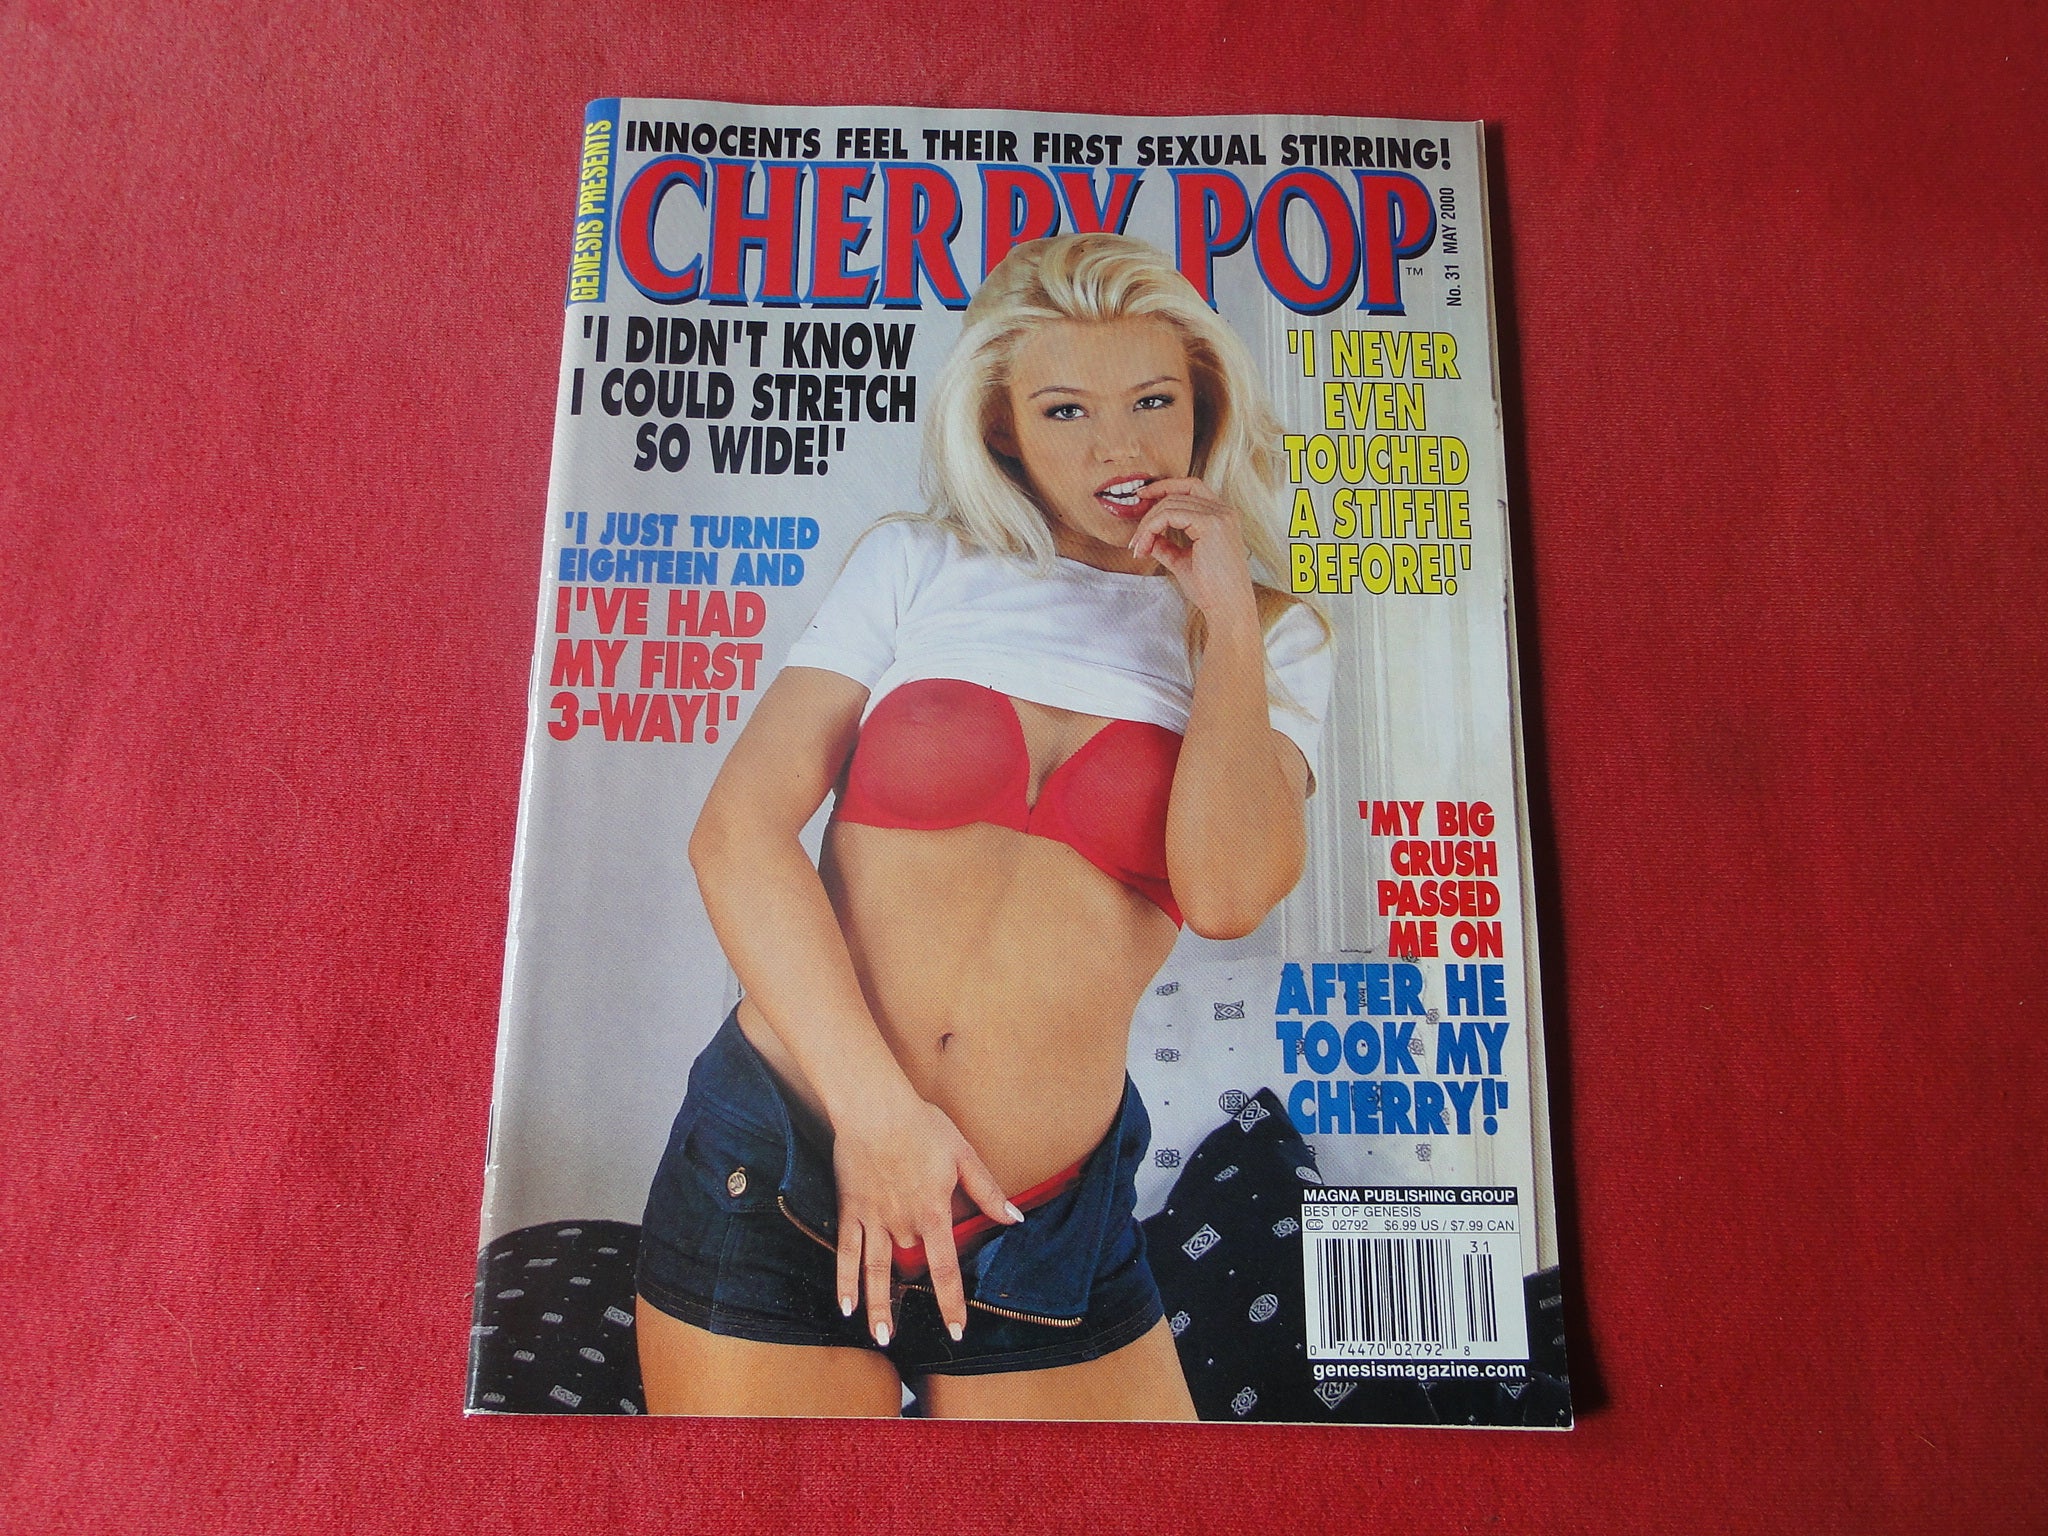 GENESIS PRESENTS
INNOCENTS FEEL THEIR FIRST SEXUAL STIRRING!
CHERRY POP™
No. 31 MAY 2000
'I DIDN'T KNOW
I COULD STRETCH
SO WIDE!'
'I NEVER
EVEN
TOUCHED
A STIFFIE
BEFORE!'
'I JUST TURNED
EIGHTEEN AND
I'VE HAD
MY FIRST
3-WAY!'
'MY BIG
CRUSH
PASSED
ME ON
AFTER HE
TOOK MY
CHERRY!'
MAGNA PUBLISHING GROUP
BEST OF GENESIS
CC 02792 $6.99 US / $7.99 CAN
31
0 74470 02792 8
genesismagazine.com